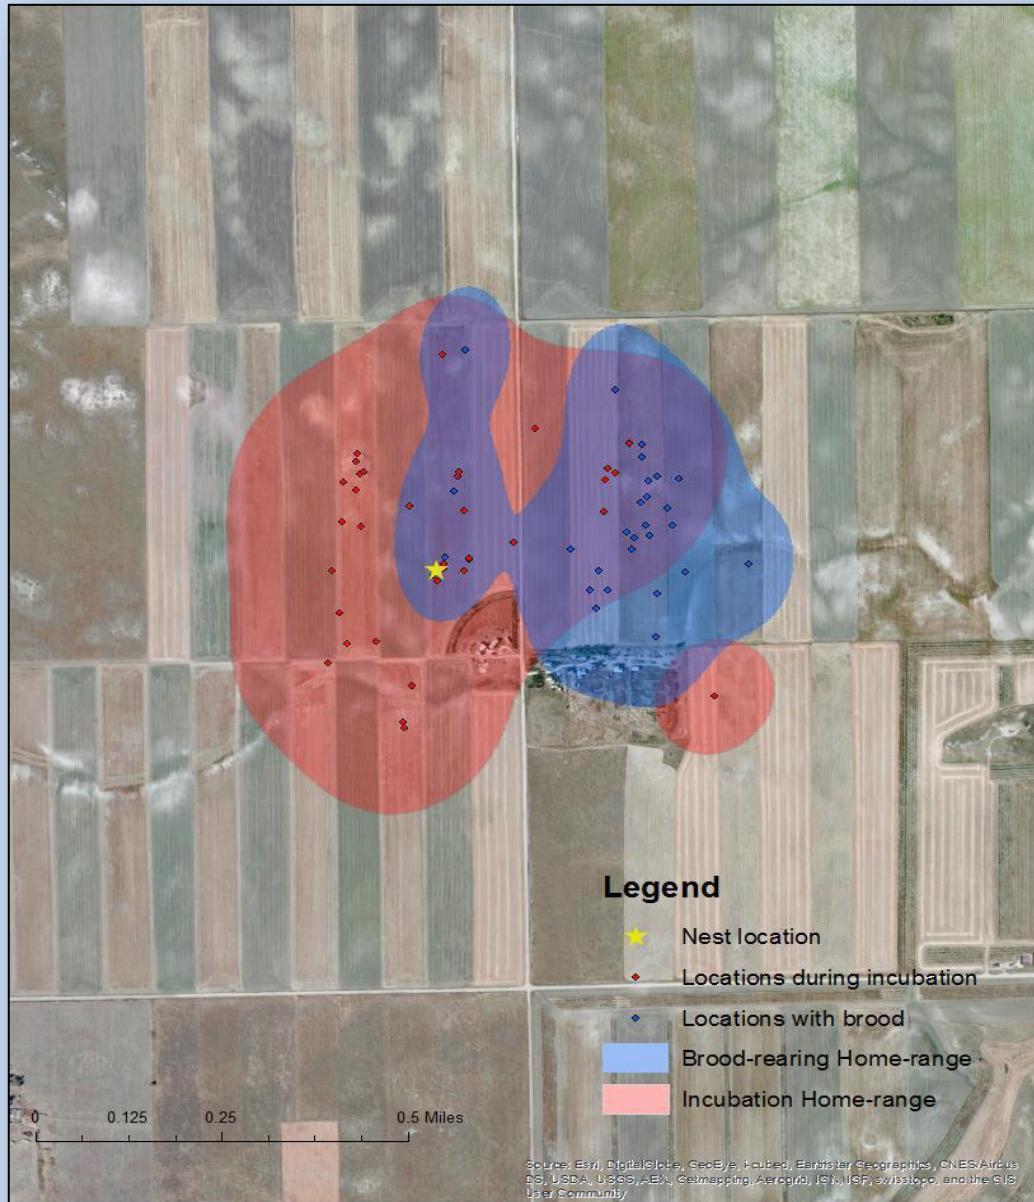 Legend
Nest location
Locations during incubation
Locations with brood
Brood-rearing Home-range
Incubation Home-range
0 0.125 0.25 0.5 Miles
Source: Esri, DigitalGlobe, GeoEye, i-cubed, Earthstar Geographics, CNES/Airbus
DS, USDA, USGS, AEX, Getmapping, Aerogrid, IGN, IGP, swisstopo, and the GIS
User Community